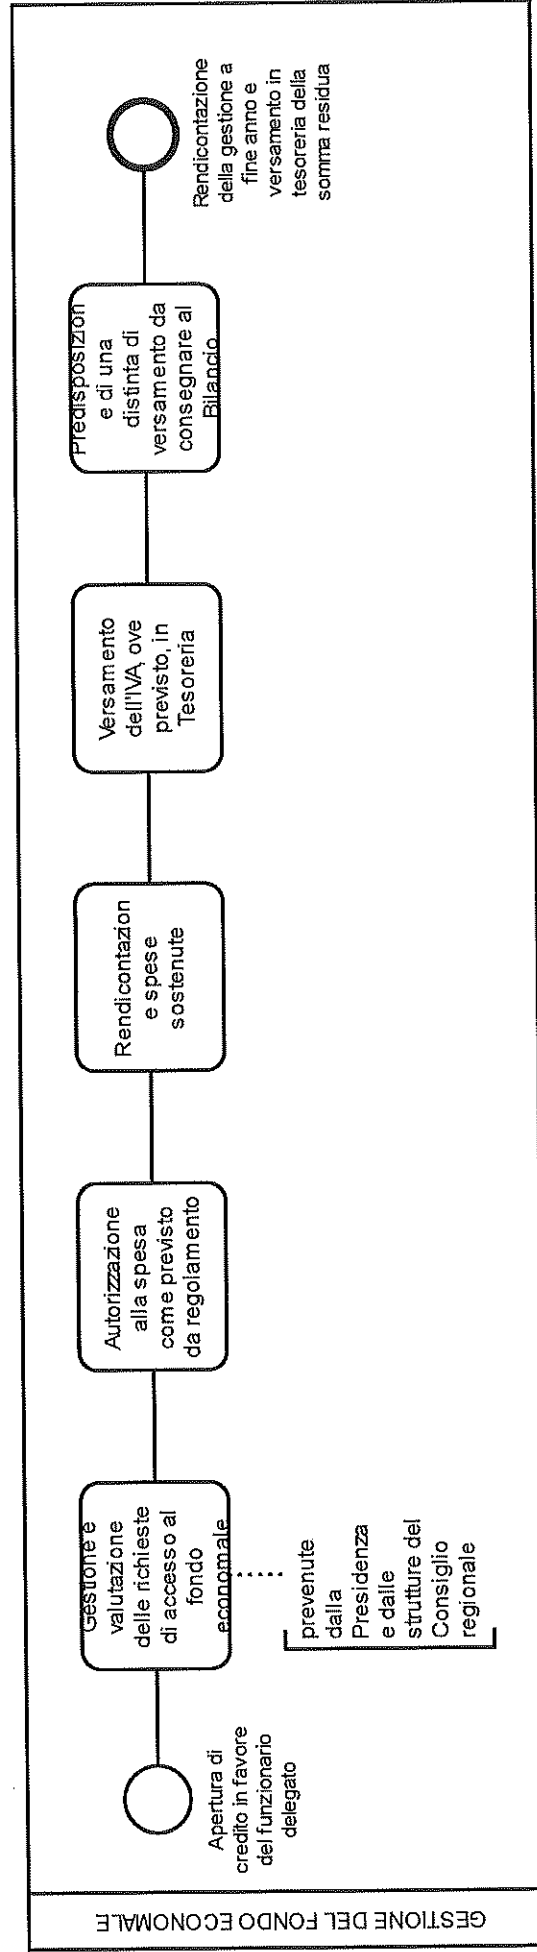 GESTIONE DEL FONDO ECONOMALE
Apertura di
credito in favore
del funzionario
delegato
Gestione e
valutazione
delle richieste
di accesso al
fondo
economale
prevenute
dalla
Presidenza
e dalle
strutture del
Consiglio
regionale
Autorizzazione
alla spesa
come previsto
da regolamento
Rendicontazion
e spese
sostenute
Versamento
dell'IVA, ove
previsto, in
Tesoreria
Predisposizion
e di una
distinta di
versamento da
consegnare al
Bilancio
Rendicontazione
della gestione a
fine anno e
versamento in
tesoreria della
somma residua